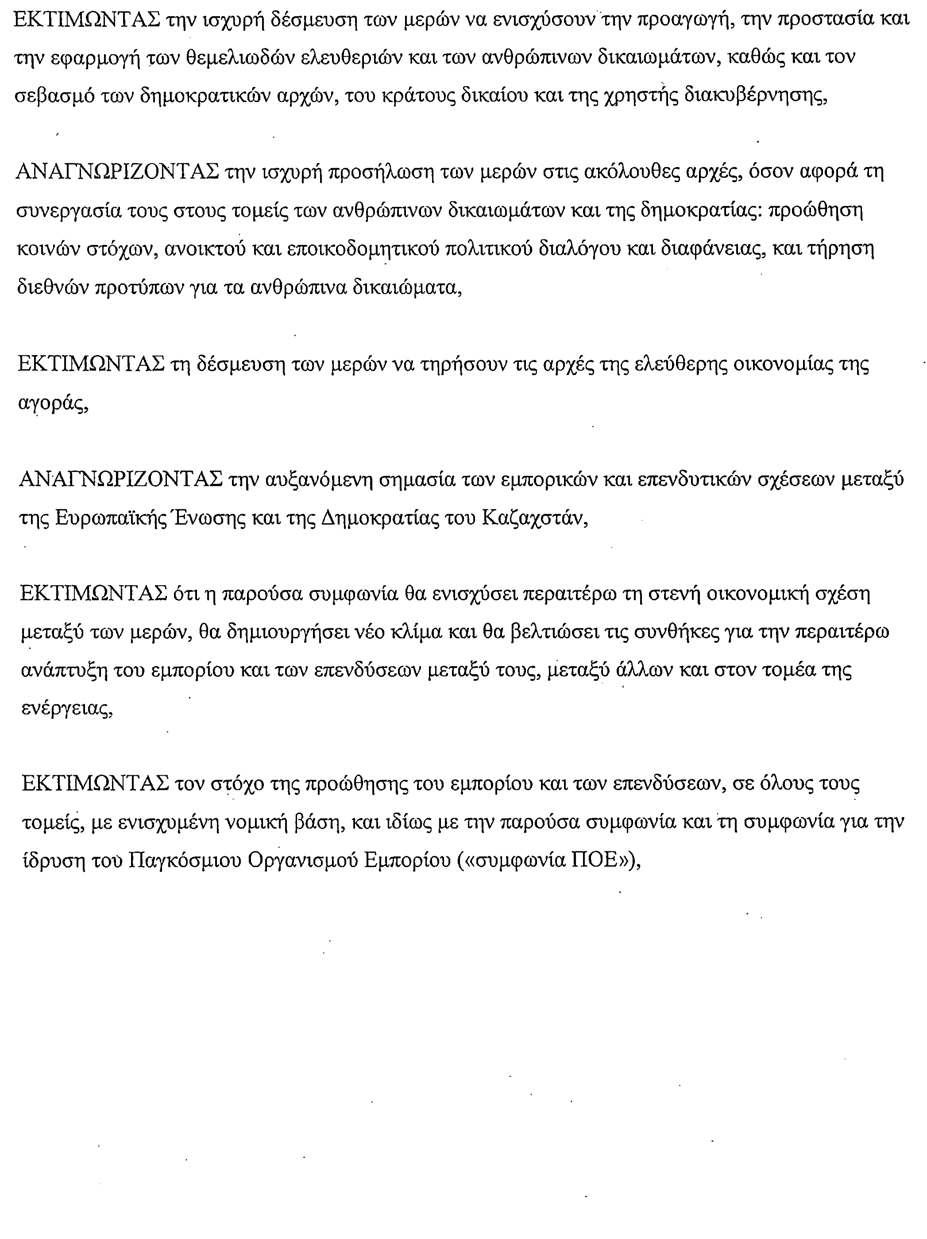 ΕΚΤΙΜΩΝΤΑΣ την ισχυρή δέσμευση των μερών να ενισχύσουν την προαγωγή, την προστασία και
την εφαρμογή των θεμελιωδών ελευθεριών και των ανθρώπινων δικαιωμάτων, καθώς και τον
σεβασμό των δημοκρατικών αρχών, του κράτους δικαίου και της χρηστής διακυβέρνησης,
ΑΝΑΓΝΩΡΙΖΟΝΤΑΣ την ισχυρή προσήλωση των μερών στις ακόλουθες αρχές, όσον αφορά τη
συνεργασία τους στους τομείς των ανθρώπινων δικαιωμάτων και της δημοκρατίας: προώθηση
κοινών στόχων, ανοικτού και εποικοδομητικού πολιτικού διαλόγου και διαφάνειας, και τήρηση
διεθνών προτύπων για τα ανθρώπινα δικαιώματα,
ΕΚΤΙΜΩΝΤΑΣ τη δέσμευση των μερών να τηρήσουν τις αρχές της ελεύθερης οικονομίας της
αγοράς,
ΑΝΑΓΝΩΡΙΖΟΝΤΑΣ την αυξανόμενη σημασία των εμπορικών και επενδυτικών σχέσεων μεταξύ
της Ευρωπαϊκής Ένωσης και της Δημοκρατίας του Καζαχστάν,
ΕΚΤΙΜΩΝΤΑΣ ότι η παρούσα συμφωνία θα ενισχύσει περαιτέρω τη στενή οικονομική σχέση
μεταξύ των μερών, θα δημιουργήσει νέο κλίμα και θα βελτιώσει τις συνθήκες για την περαιτέρω
ανάπτυξη του εμπορίου και των επενδύσεων μεταξύ τους, μεταξύ άλλων και στον τομέα της
ενέργειας,
ΕΚΤΙΜΩΝΤΑΣ τον στόχο της προώθησης του εμπορίου και των επενδύσεων, σε όλους τους
τομείς, με ενισχυμένη νομική βάση, και ιδίως με την παρούσα συμφωνία και τη συμφωνία για την
ίδρυση του Παγκόσμιου Οργανισμού Εμπορίου («συμφωνία ΠΟΕ»),